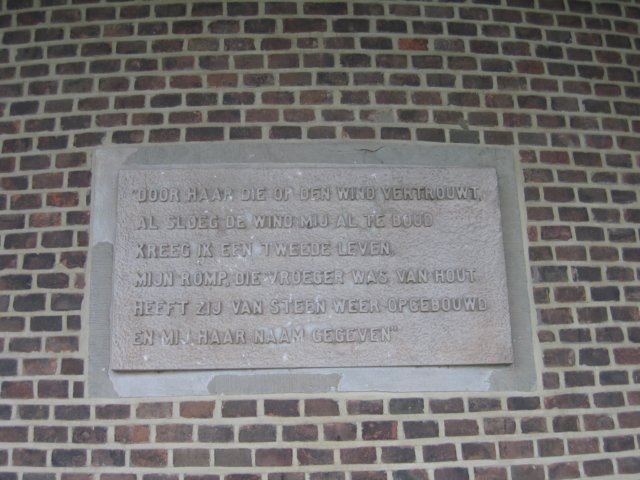 "DOOR HAAR DIE OP DEN WIND VERTROUWT,
AL SLOEG DE WIND MIJ AL TE BOUD
KREEG IK EEN TWEEDE LEVEN.
MIJN ROMP, DIE VROEGER WAS VAN HOUT
HEEFT ZIJ VAN STEEN WEER OPGEBOUWD
EN MIJ HAAR NAAM GEGEVEN"